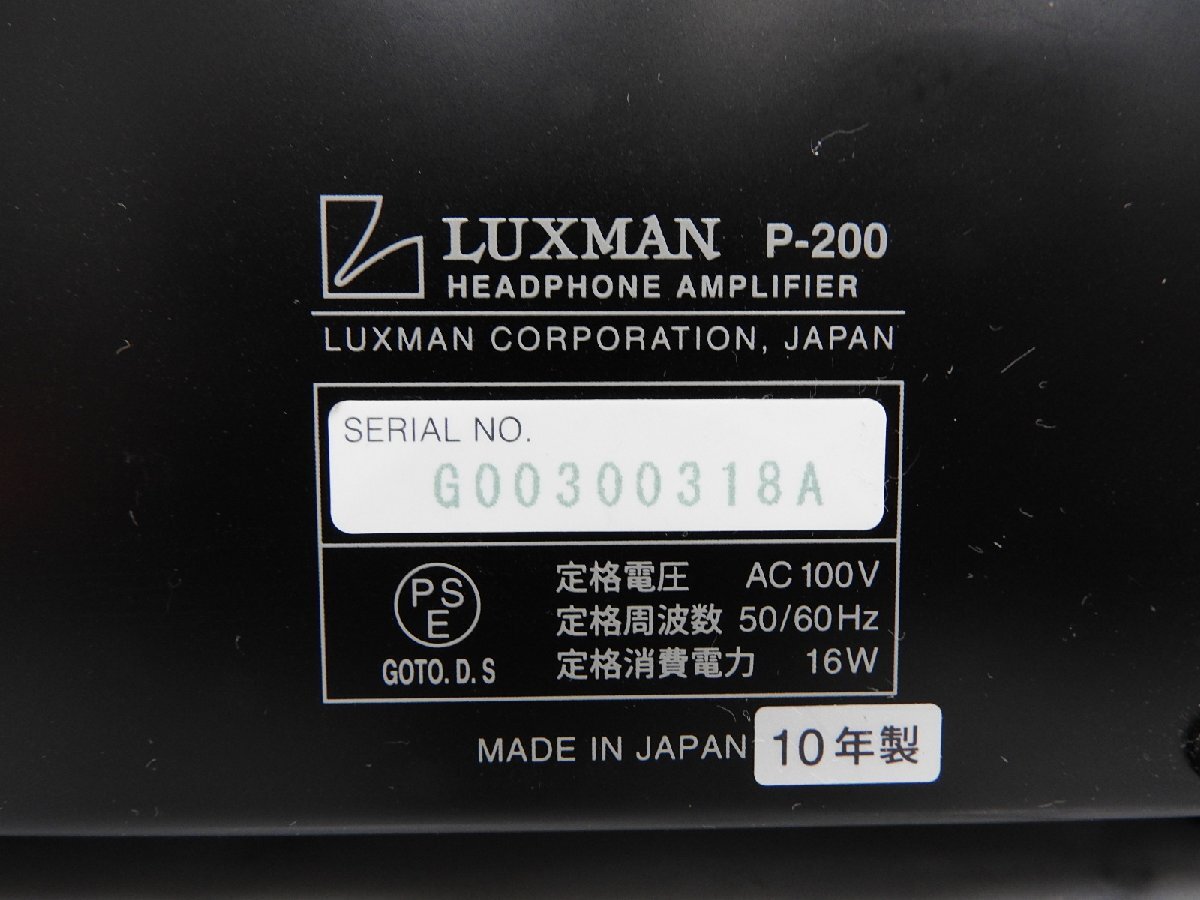 LUXMAN P-200
HEADPHONE AMPLIFIER
LUXMAN CORPORATION, JAPAN
SERIAL NO.
G00300318A
PSE
GOTO.D.S
定格電圧 AC 100V
定格周波数 50/60Hz
定格消費電力 16W
MADE IN JAPAN 10年製